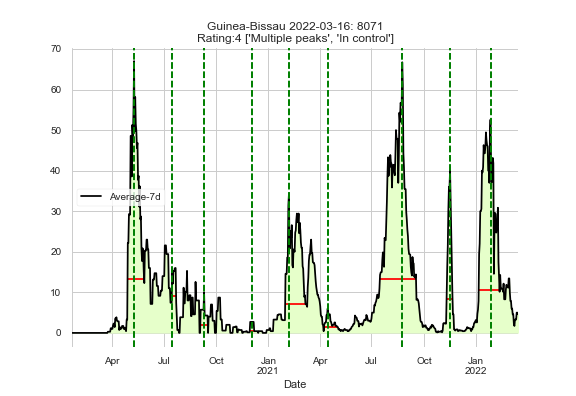 Guinea-Bissau 2022-03-16: 8071
Rating:4 ['Multiple peaks', 'In control']
70
60
50
40
30
20
10
0
Average-7d
Apr Jul Oct Jan Apr Jul Oct Jan
2021 2022
Date